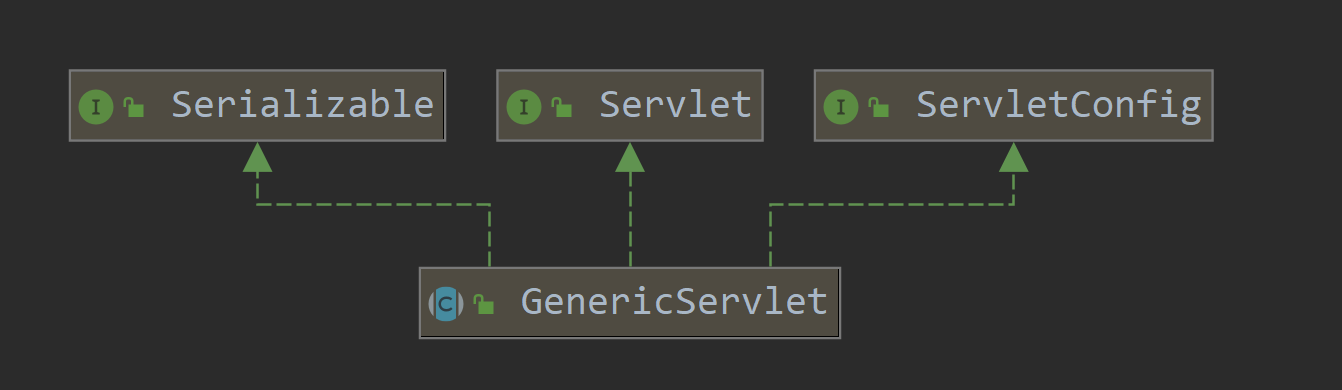 I Serializable
I Servlet
I ServletConfig
C GenericServlet